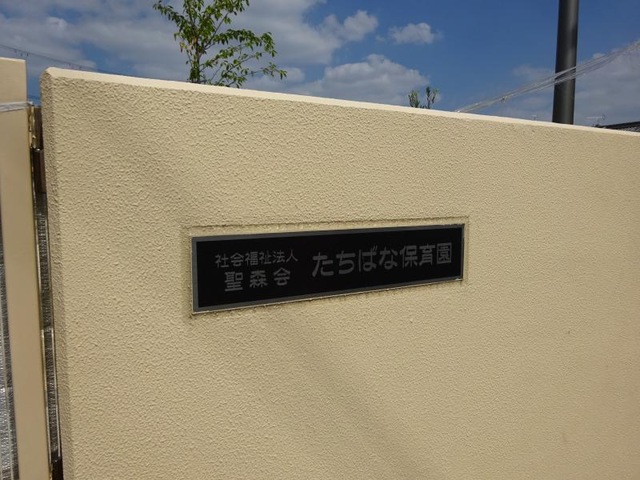 社会福祉法人
聖森会
たちばな保育園